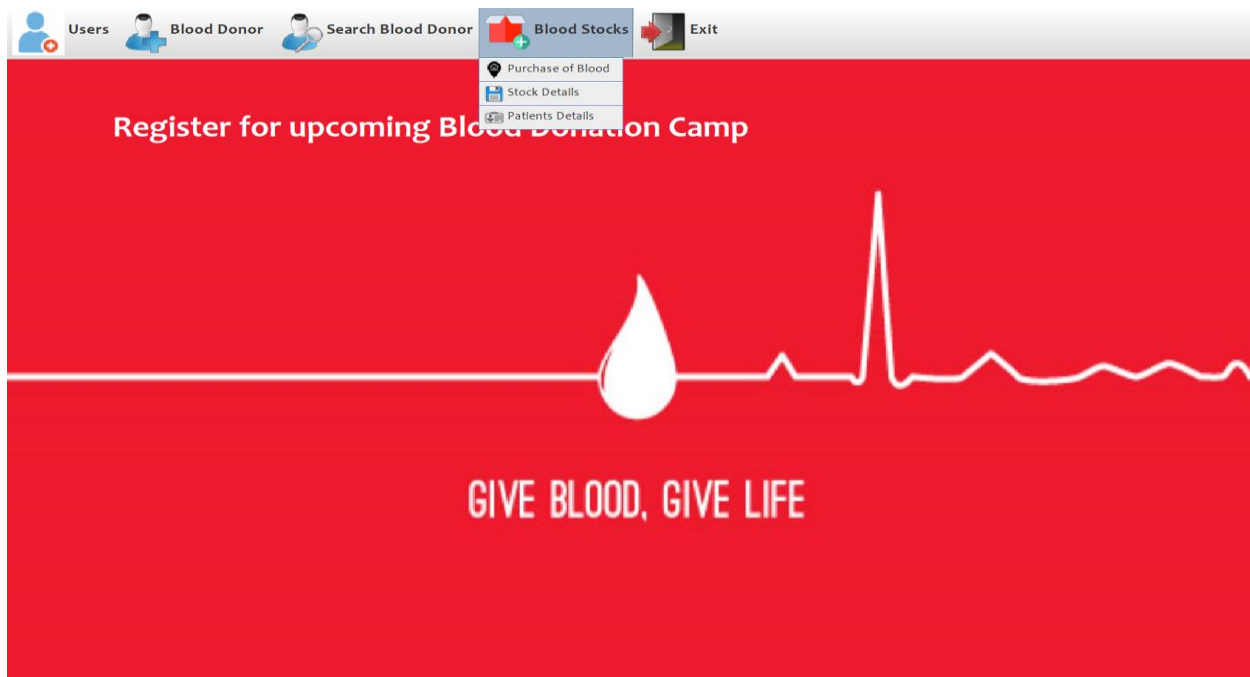 Users Blood Donor Search Blood Donor Blood Stocks Exit
Purchase of Blood
Stock Details
Patients Details
Register for upcoming Blood Donation Camp
GIVE BLOOD, GIVE LIFE